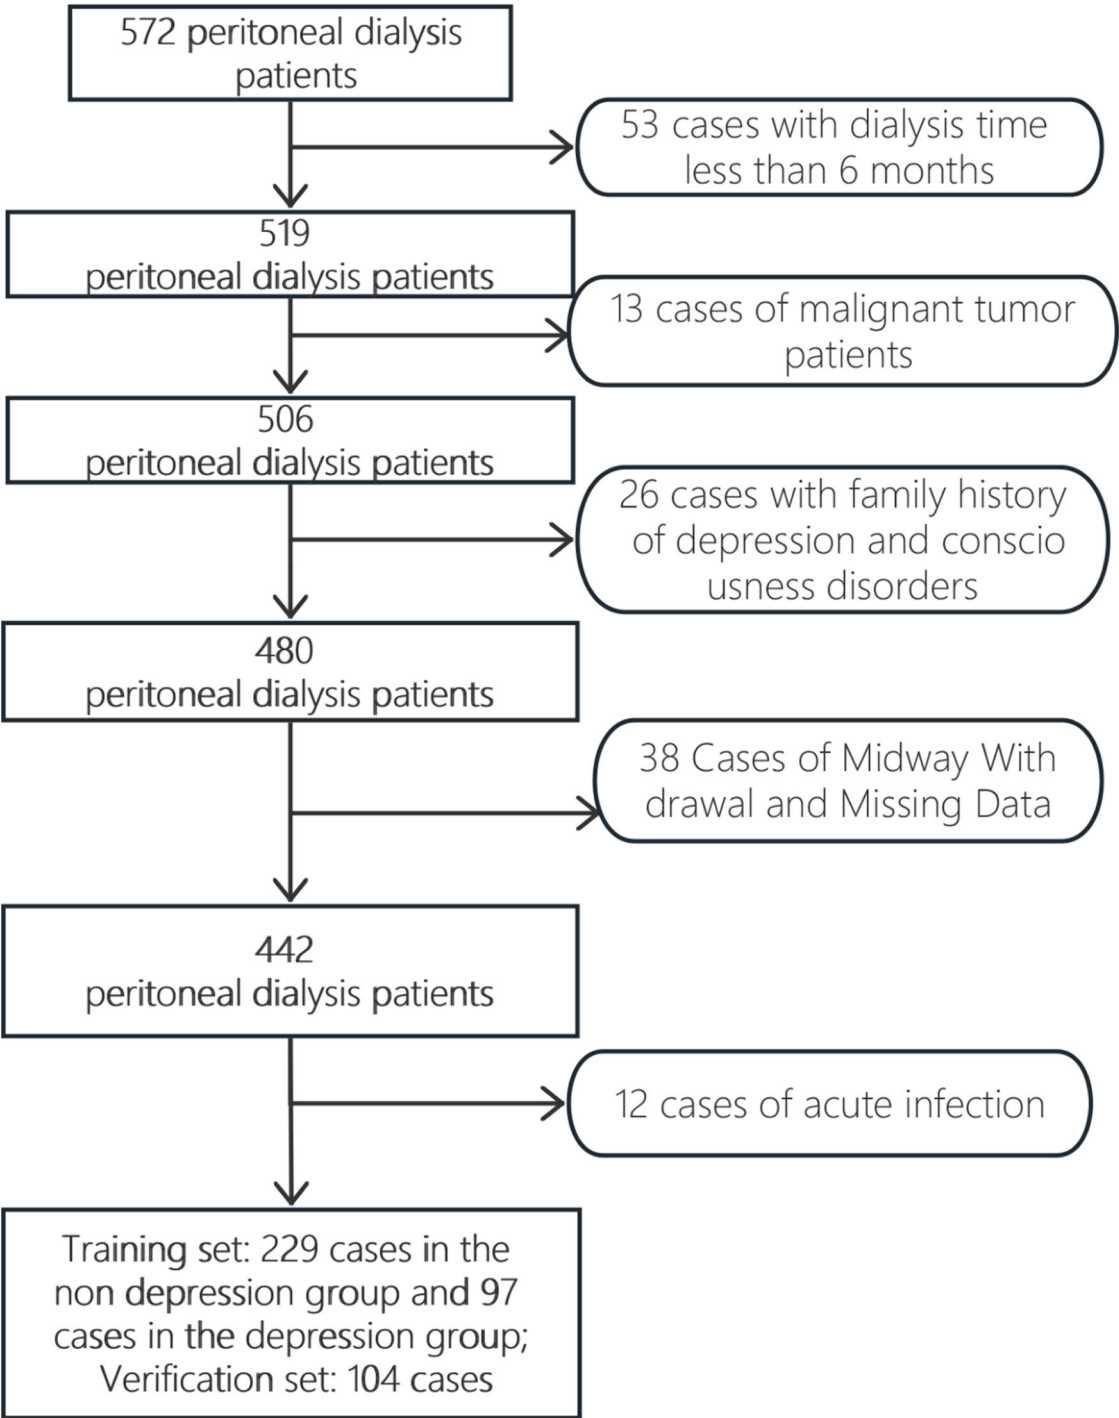 572 peritoneal dialysis
patients
53 cases with dialysis time
less than 6 months
519
peritoneal dialysis patients
13 cases of malignant tumor
patients
506
peritoneal dialysis patients
26 cases with family history
of depression and conscio
usness disorders
480
peritoneal dialysis patients
38 Cases of Midway With
drawal and Missing Data
442
peritoneal dialysis patients
12 cases of acute infection
Training set: 229 cases in the
non depression group and 97
cases in the depression group;
Verification set: 104 cases